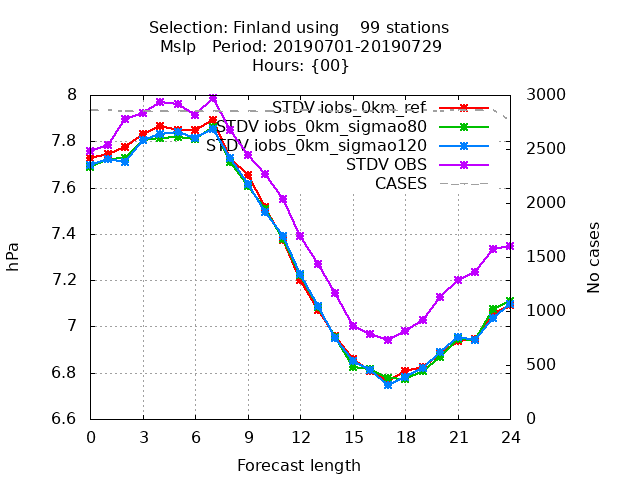 Selection: Finland using    99 stations
Mslp   Period: 20190701-20190729
Hours: {00}
8
7.8
7.6
7.4
7.2
7
6.8
6.6
hPa
STDV iobs_0km_ref
STDV iobs_0km_sigmao80
STDV iobs_0km_sigmao120
STDV OBS
CASES
3000
2500
2000
1500
1000
500
0
No cases
0 3 6 9 12 15 18 21 24
Forecast length